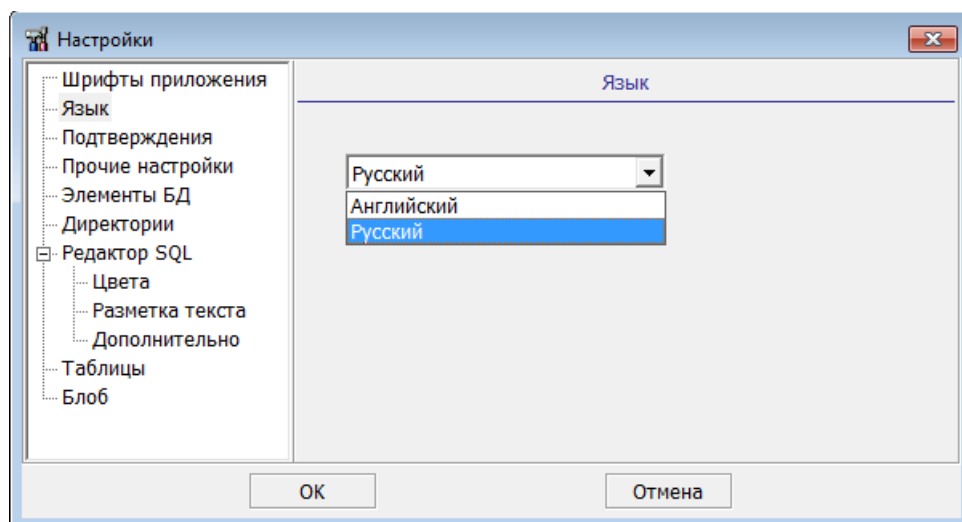 Настройки
Шрифты приложения
Язык
Подтверждения
Прочие настройки
Элементы БД
Директории
Редактор SQL
Цвета
Разметка текста
Дополнительно
Таблицы
Блоб
Язык
Русский
Английский
Русский
OK
Отмена